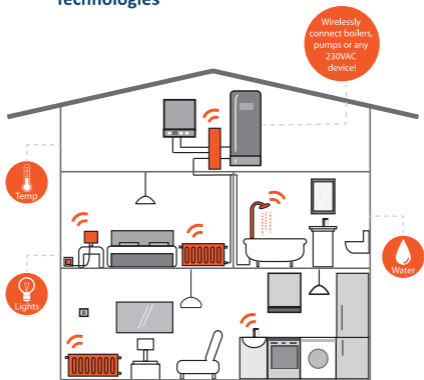 Technologies
Wirelessly
connect boilers,
pumps or any
230VAC
device!
Temp
Lights
Water